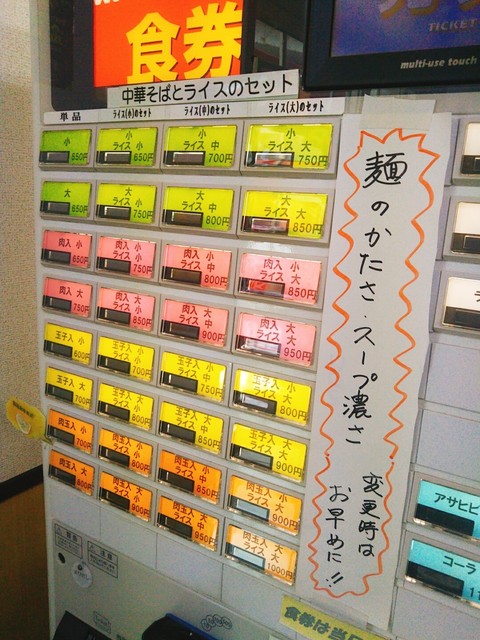 食券
TICKET
multi-use touch
中華そばとライスのセット
単品 ライス(小)のセット ライス(中)のセット ライス(大)のセット
小 550円
小 ライス 小 650円
小 ライス 中 700円
小 ライス 大 750円
大 650円
大 ライス 小 750円
大 ライス 中 800円
大 ライス 大 850円
肉入 小 650円
肉入 小 ライス 小 750円
肉入 小 ライス 中 800円
肉入 小 ライス 大 850円
肉入 大 750円
肉入 大 ライス 小 850円
肉入 大 ライス 中 900円
肉入 大 ライス 大 950円
玉子入 小 600円
玉子入 小 ライス 小 700円
玉子入 小 ライス 中 750円
玉子入 小 ライス 大 800円
玉子入 大 700円
玉子入 大 ライス 小 800円
玉子入 大 ライス 中 850円
玉子入 大 ライス 大 900円
肉玉入 小 700円
肉玉入 小 ライス 小 800円
肉玉入 小 ライス 中 850円
肉玉入 小 ライス 大 900円
肉玉入 大 800円
肉玉入 大 ライス 小 900円
肉玉入 大 ライス 中 950円
肉玉入 大 ライス 大 1000円
麺のかたさ、スープ濃さ
変更時は
お早めに!!
アサヒビ
コーラ
食券は当日